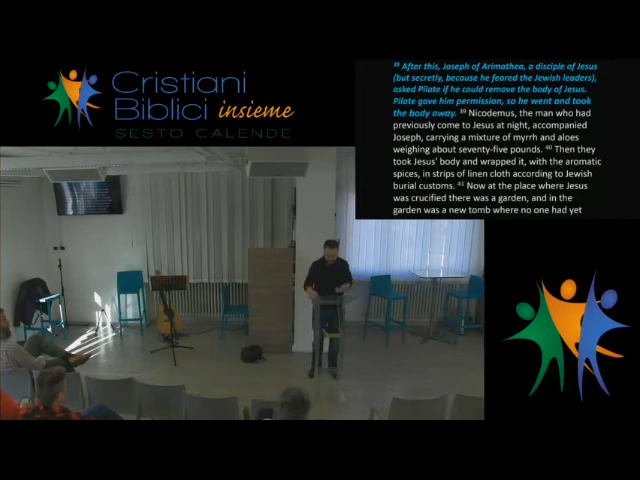 Cristiani
Biblici insieme
SESTO CALENDE
38 After this, Joseph of Arimathea, a disciple of Jesus
(but secretly, because he feared the Jewish leaders),
asked Pilate if he could remove the body of Jesus.
Pilate gave him permission, so he went and took
the body away. 39 Nicodemus, the man who had
previously come to Jesus at night, accompanied
Joseph, carrying a mixture of myrrh and aloes
weighing about seventy-five pounds. 40 Then they
took Jesus' body and wrapped it, with the aromatic
spices, in strips of linen cloth according to Jewish
burial customs. 41 Now at the place where Jesus
was crucified there was a garden, and in the
garden was a new tomb where no one had yet